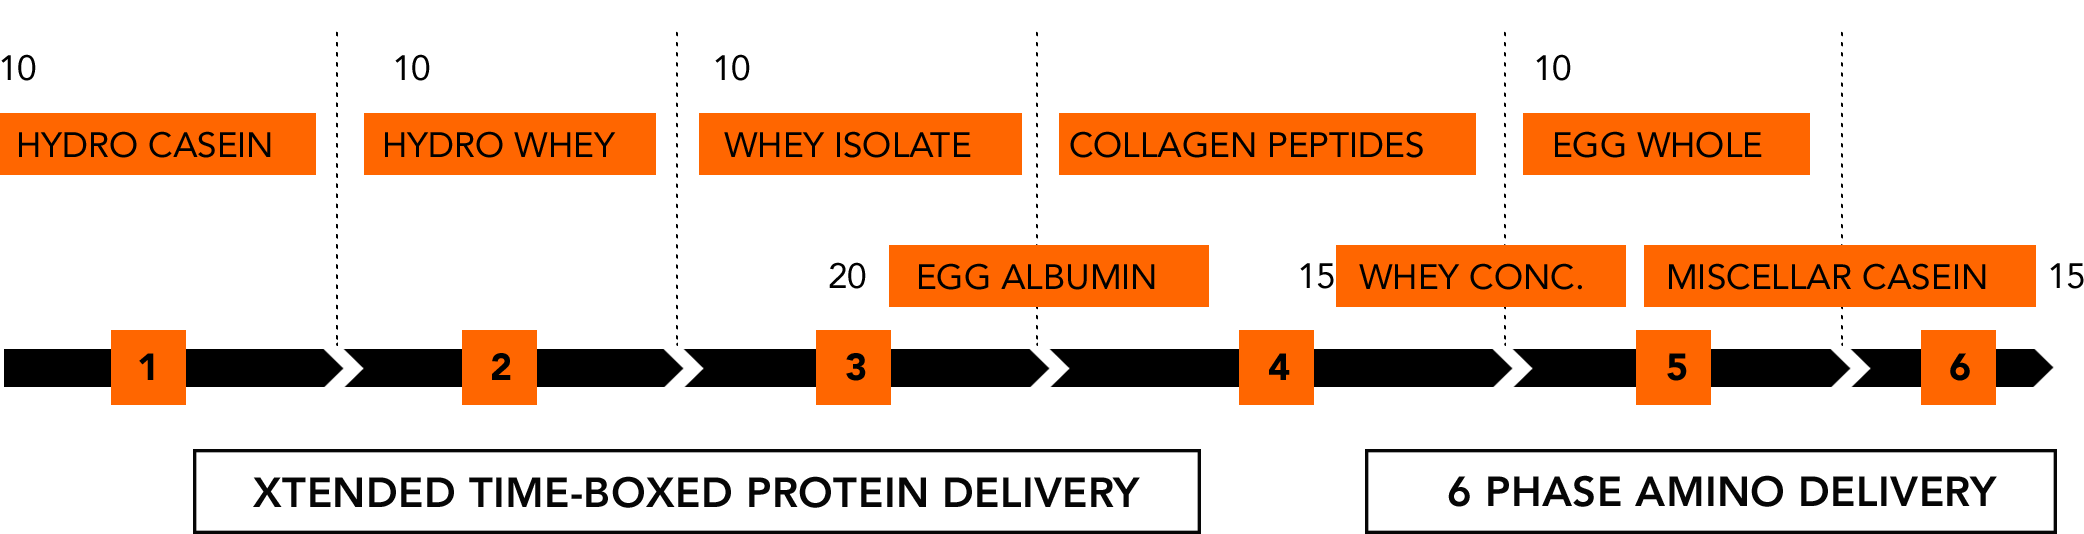 10 10 10 10
HYDRO CASEIN HYDRO WHEY WHEY ISOLATE COLLAGEN PEPTIDES EGG WHOLE
20 EGG ALBUMIN 15 WHEY CONC. MISCELLAR CASEIN 15
1 2 3 4 5 6
XTENDED TIME-BOXED PROTEIN DELIVERY 6 PHASE AMINO DELIVERY